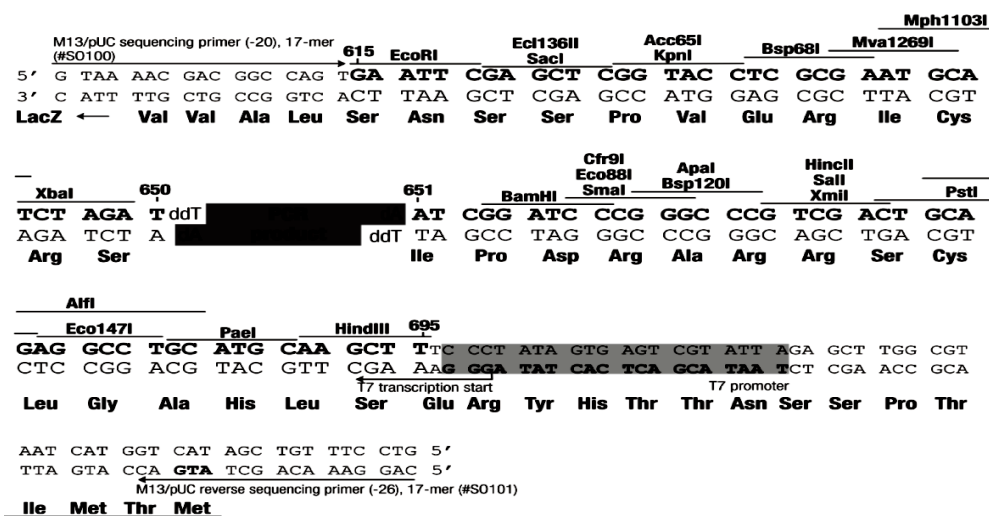 Mph1103I
M13/pUC sequencing primer (-20), 17-mer
(#SO100)
615 EcoRI Ecl136II SacI Acc65I KpnI Bsp68I Mva1269I
5′ G TAA AAC GAC GGC CAG TGA ATT CGA GCT CGG TAC CTC GCG AAT GCA
3′ C ATT TTG CTG CCG GTC ACT TAA GCT CGA GCC ATG GAG CGC TTA CGT
LacZ Val Val Ala Leu Ser Asn Ser Ser Pro Val Glu Arg Ile Cys
Cfr9I
Eco88I ApaI HincII SalI
XbaI 650 651 BamHI SmaI Bsp120I XmiI PstI
TCT AGA T ddT AT CGG ATC CCG GGC CCG TCG ACT GCA
AGA TCT A ddT TA GCC TAG GGC CCG GGC AGC TGA CGT
Arg Ser Ile Pro Asp Arg Ala Arg Arg Ser Cys
AlfI
Eco147I PaeI HindIII 695
GAG GCC TGC ATG CAA GCT TTC CCT ATA GTG AGT CGT ATT AGA GCT TGG CGT
CTC CGG ACG TAC GTT CGA AAG GGA TAT CAC TCA GCA TAA TCT CGA ACC GCA
T7 transcription start T7 promoter
Leu Gly Ala His Leu Ser Glu Arg Tyr His Thr Thr Asn Ser Ser Pro Thr
AAT CAT GGT CAT AGC TGT TTC CTG 5′
TTA GTA CCA GTA TCG ACA AAG GAC 5′
M13/pUC reverse sequencing primer (-26), 17-mer (#SO101)
Ile Met Thr Met